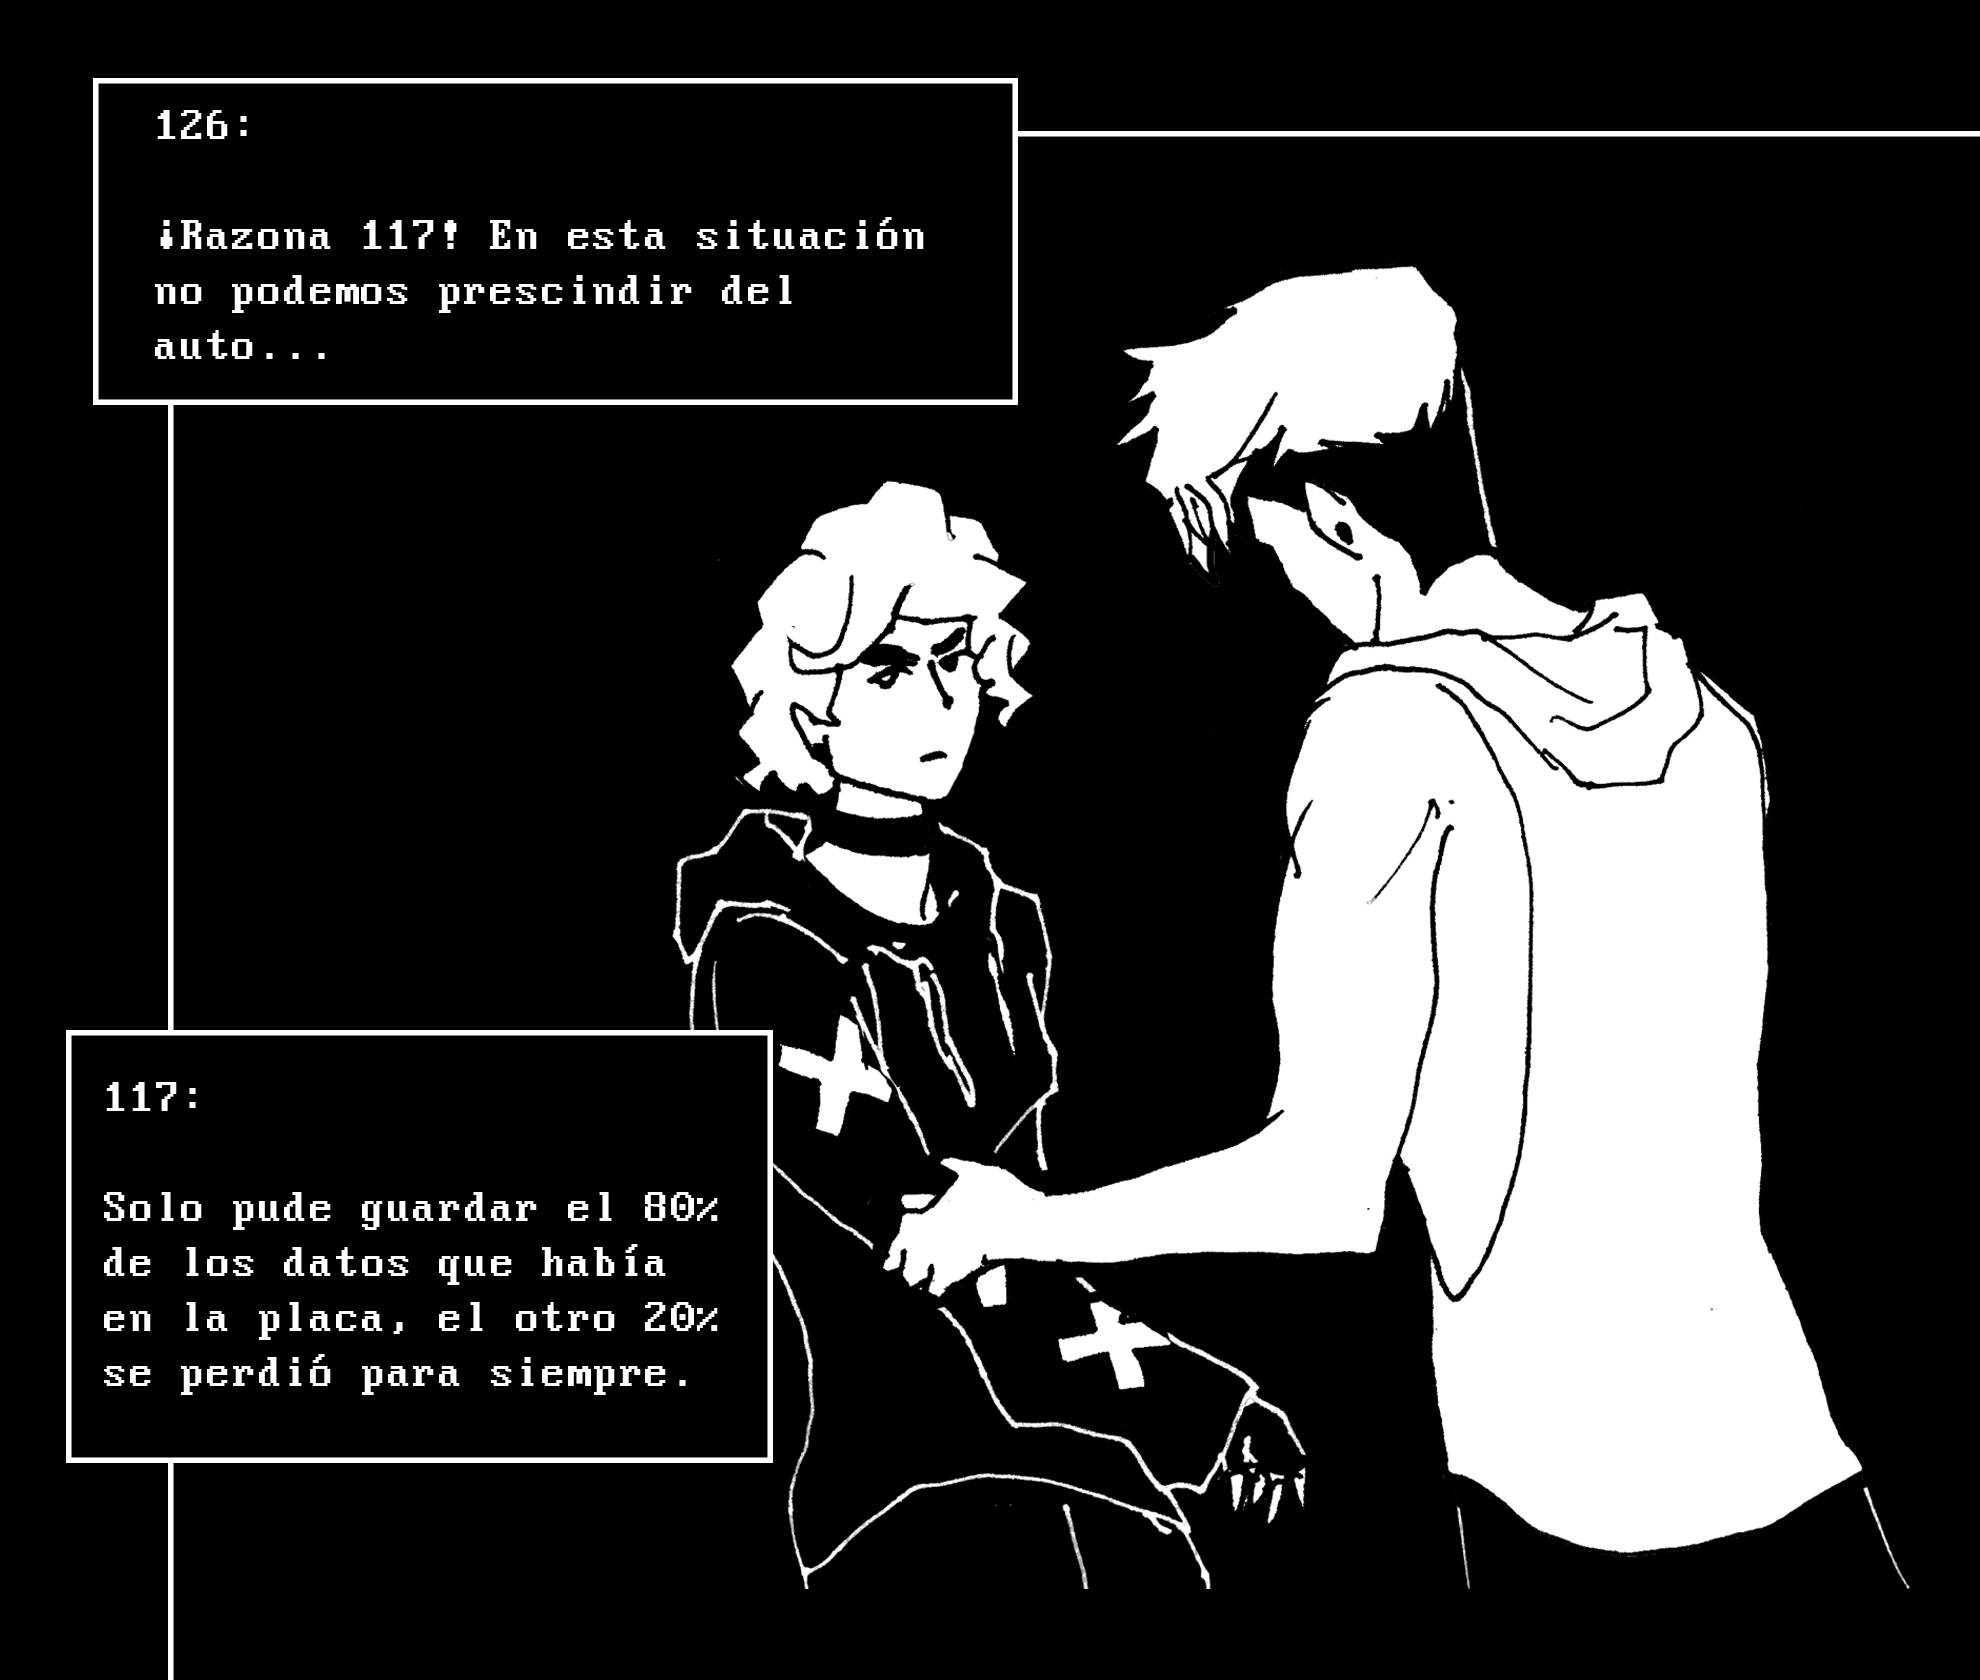 126:
¡Razona 117! En esta situación
no podemos prescindir del
auto...
117:
Solo pude guardar el 80%
de los datos que había
en la placa, el otro 20%
se perdió para siempre.